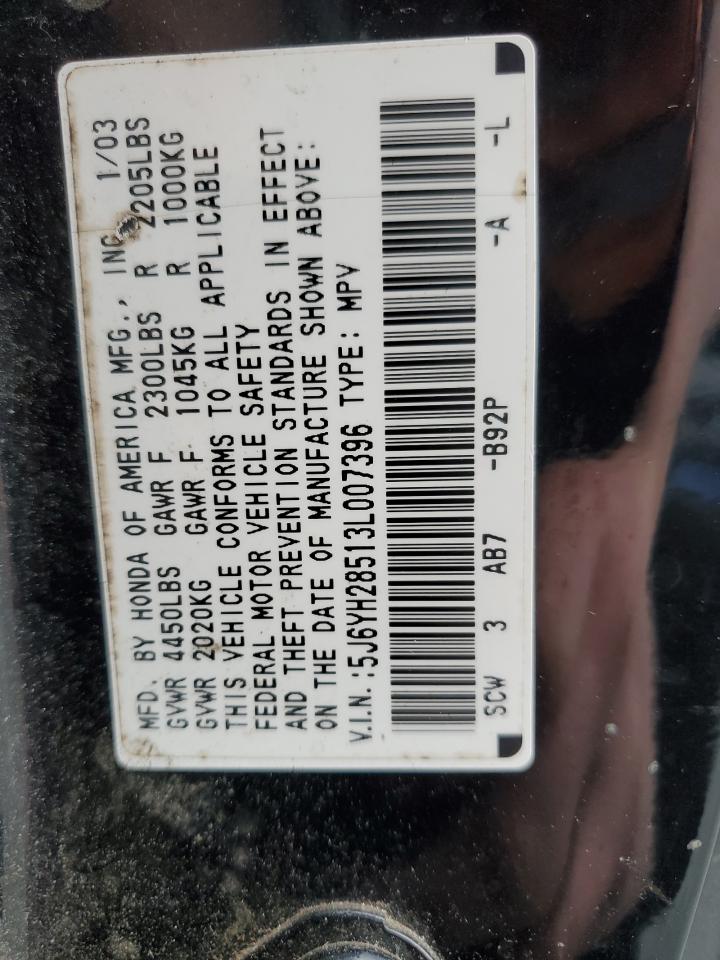 MFD. BY HONDA OF AMERICA MFG., INC. 1/03
GVWR 4450LBS GAWR F 2300LBS R 2205LBS
GVWR 2020KG GAWR F 1045KG R 1000KG
THIS VEHICLE CONFORMS TO ALL APPLICABLE
FEDERAL MOTOR VEHICLE SAFETY
AND THEFT PREVENTION STANDARDS IN EFFECT
ON THE DATE OF MANUFACTURE SHOWN ABOVE:
V.I.N.:5J6YH28513L007396 TYPE: MPV
SCW 3 AB7 -B92P -A -L